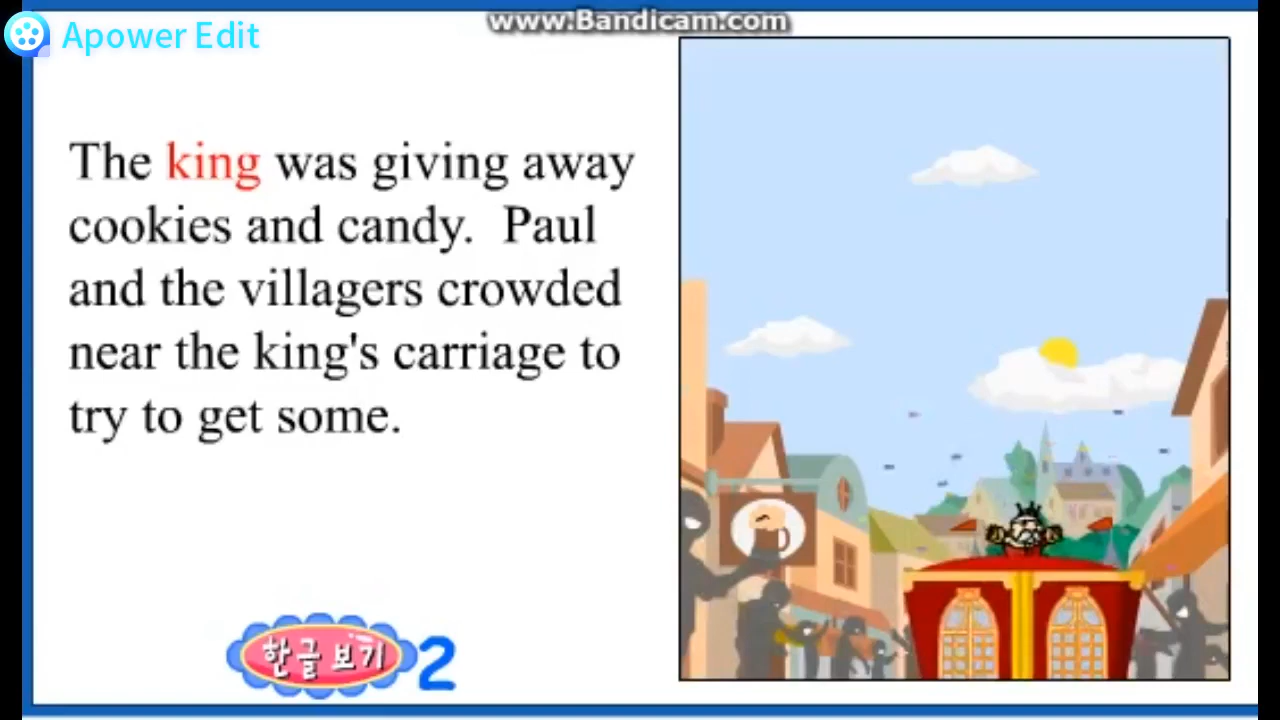 www.Bandicam.com
Apower Edit
The king was giving away
cookies and candy. Paul
and the villagers crowded
near the king's carriage to
try to get some.
한글 보기 2